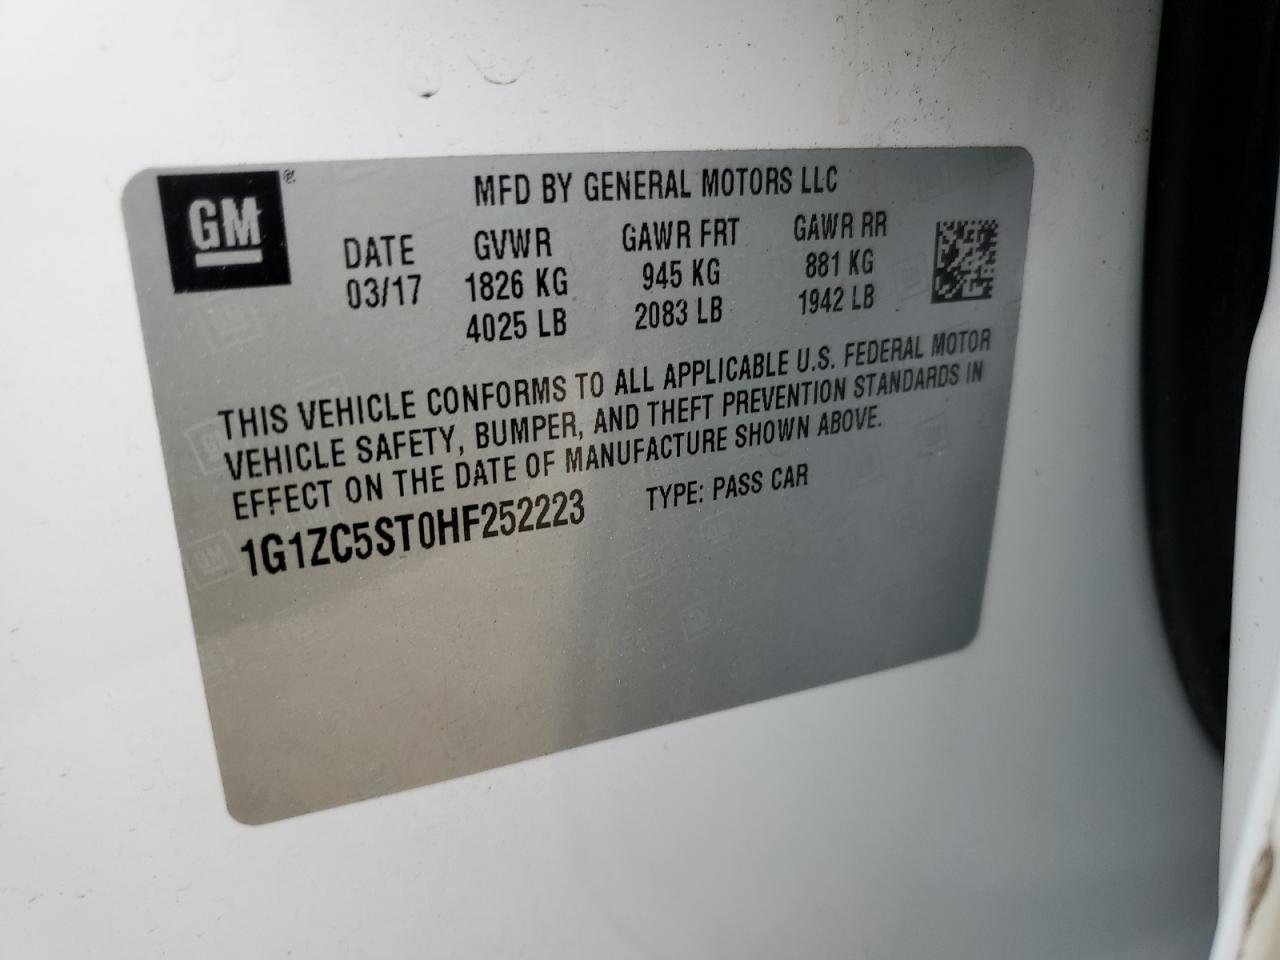 GM®
MFD BY GENERAL MOTORS LLC
DATE GVWR GAWR FRT GAWR RR
03/17 1826 KG 945 KG 881 KG
4025 LB 2083 LB 1942 LB
THIS VEHICLE CONFORMS TO ALL APPLICABLE U.S. FEDERAL MOTOR
VEHICLE SAFETY, BUMPER, AND THEFT PREVENTION STANDARDS IN
EFFECT ON THE DATE OF MANUFACTURE SHOWN ABOVE.
1G1ZC5ST0HF252223 TYPE: PASS CAR